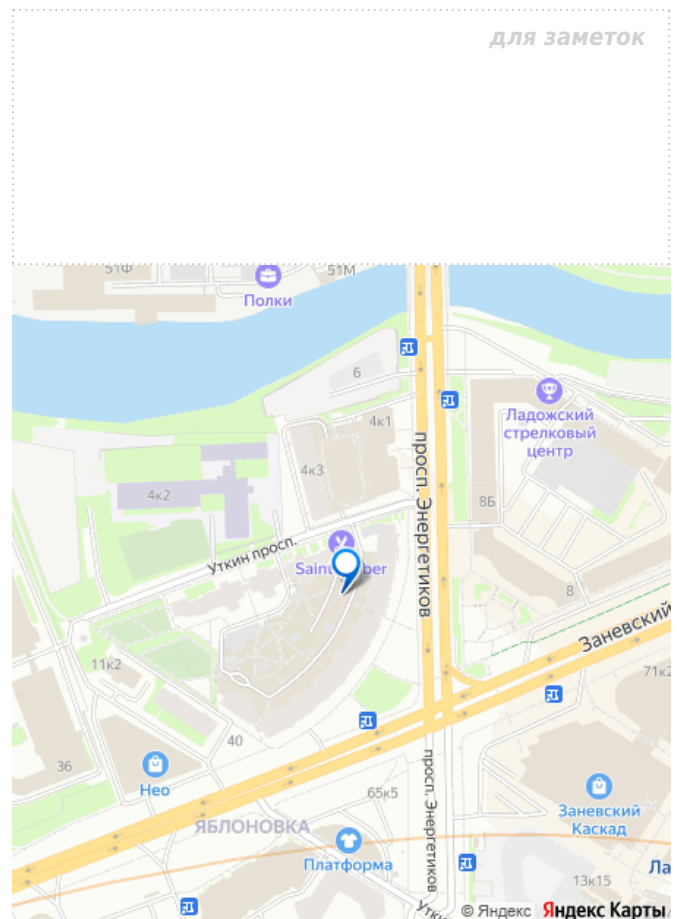 для заметок
51Ф
51М
Полки
6
Ладожский
стрелковый
центр
4к1
4к3
4к2
8Б
просп. Энергетиков
Уткин просп.
8
Заневский
71к2
11к2
40
36
Нео
65к5
просп. Энергетиков
ЯБЛОНОВКА
Заневский
Каскад
Платформа
13к15
© Яндекс Яндекс Карты